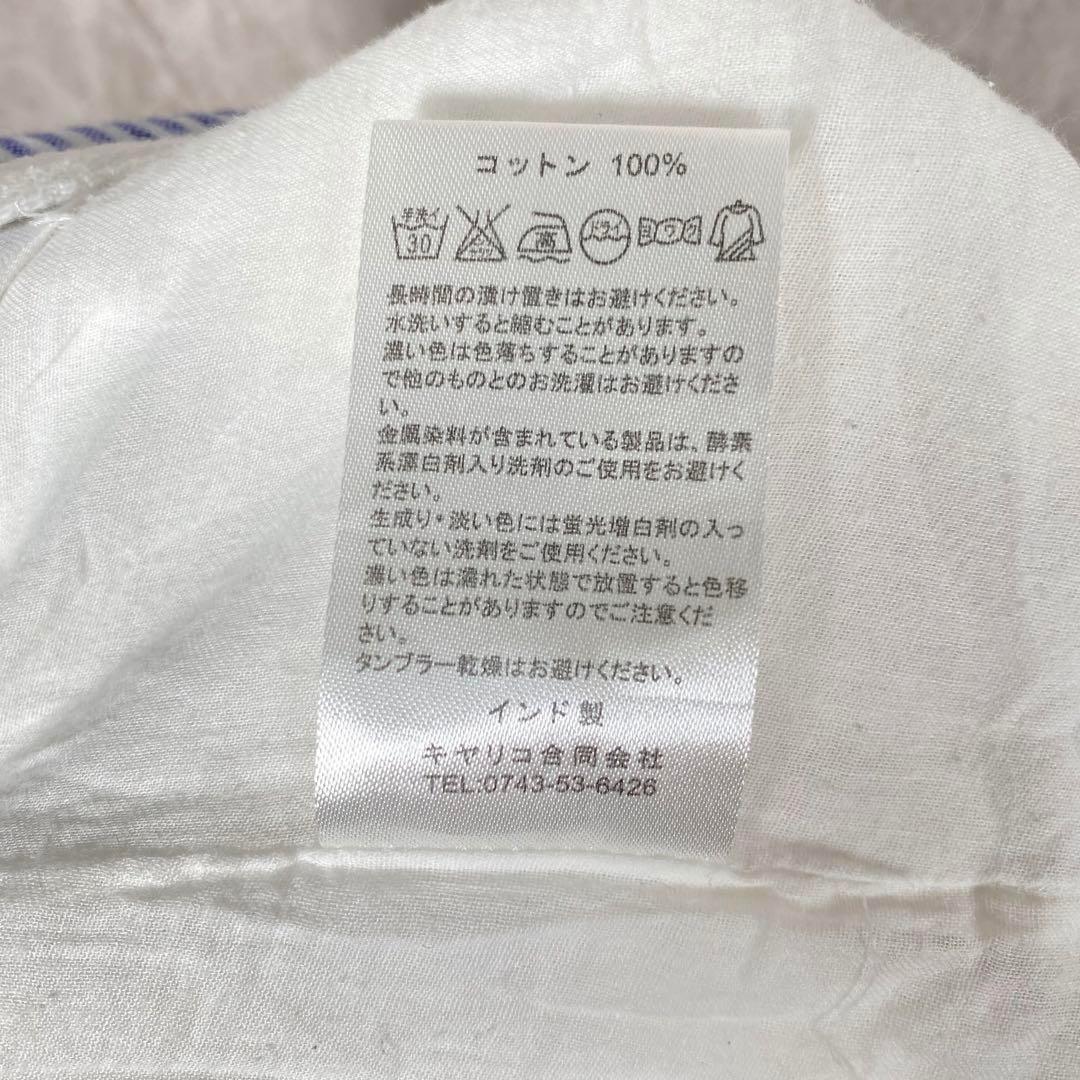 コットン 100%
手洗イ
30
エンソサラシ
高
ドライ
ヨワク
長時間の漬け置きはお避けください。
水洗いすると縮むことがあります。
濃い色は色落ちすることがありますの
で他のものとのお洗濯はお避けくださ
い。
金属染料が含まれている製品は、酵素
系漂白剤入り洗剤のご使用をお避けく
ださい。
生成り・淡い色には蛍光増白剤の入っ
ていない洗剤をご使用ください。
濃い色は濡れた状態で放置すると色移
りすることがありますのでご注意くだ
さい。
タンブラー乾燥はお避けください。
インド製
キヤリコ合同会社
TEL:0743-53-6426